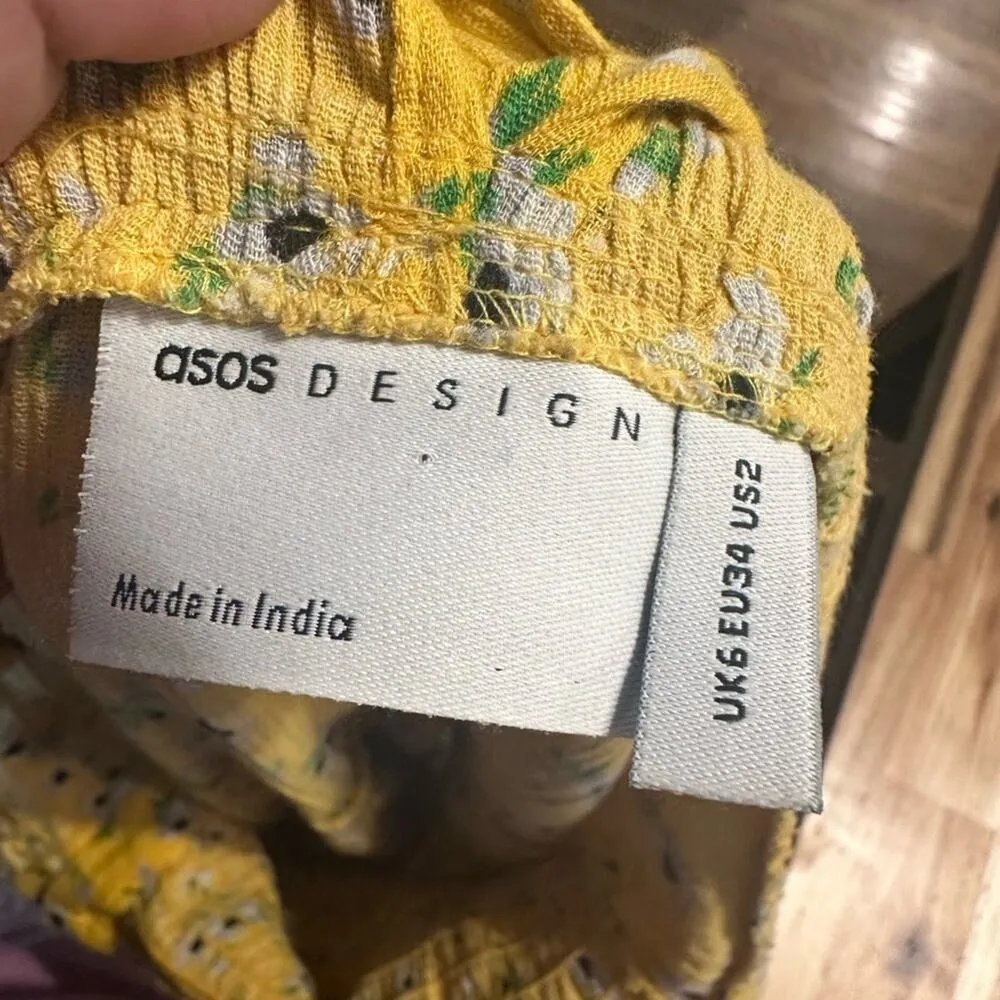 asos DESIGN
Made in India
UK6 EU34 US2